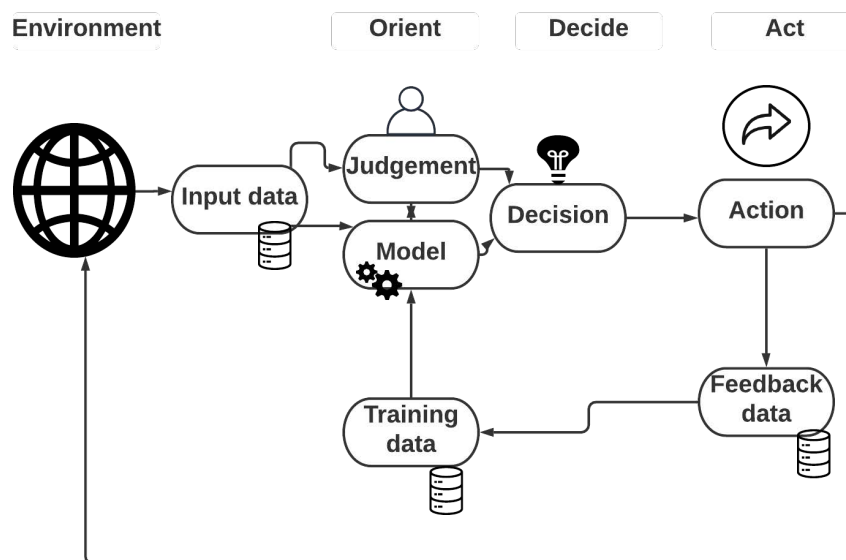 Environment
Orient
Decide
Act
Judgement
Input data
Decision
Action
Model
Feedback
data
Training
data